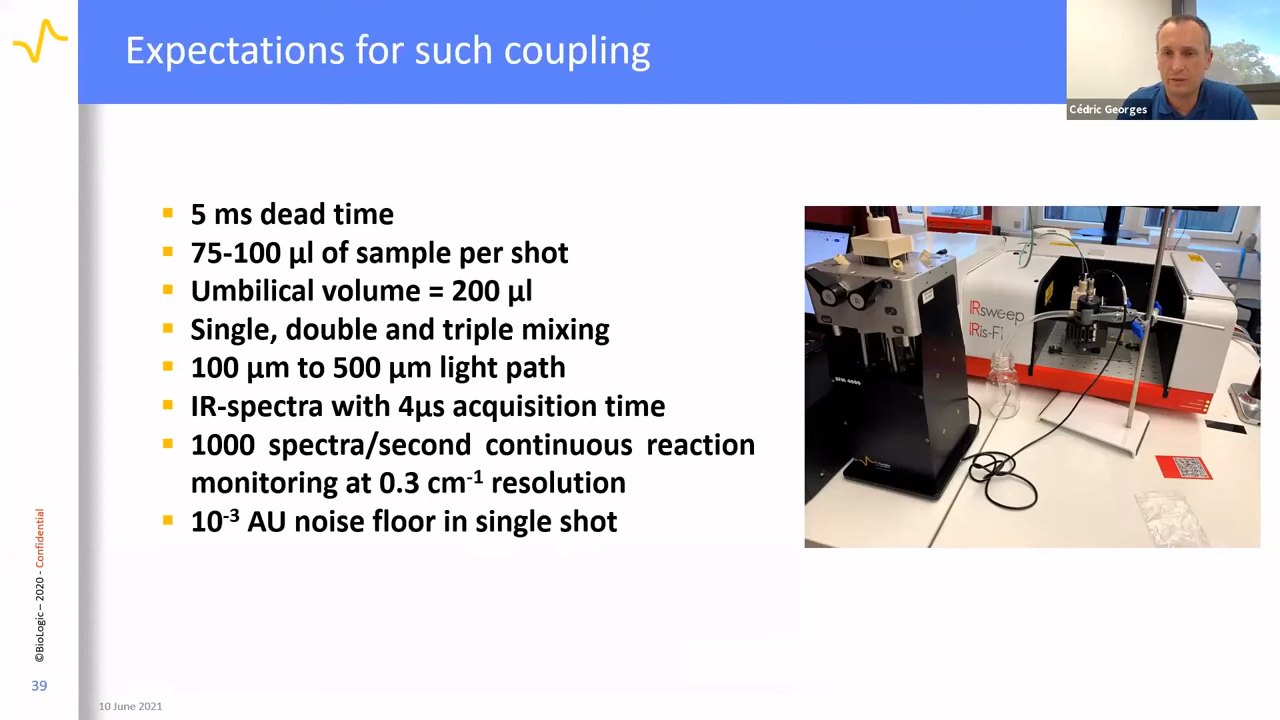 Expectations for such coupling
Cédric Georges
5 ms dead time
75-100 µl of sample per shot
Umbilical volume = 200 µl
Single, double and triple mixing
100 µm to 500 µm light path
IR-spectra with 4µs acquisition time
1000 spectra/second continuous reaction
monitoring at 0.3 cm⁻¹ resolution
10⁻³ AU noise floor in single shot
IRsweep
IRis-F1
©BioLogic – 2020 - Confidential
39
10 June 2021